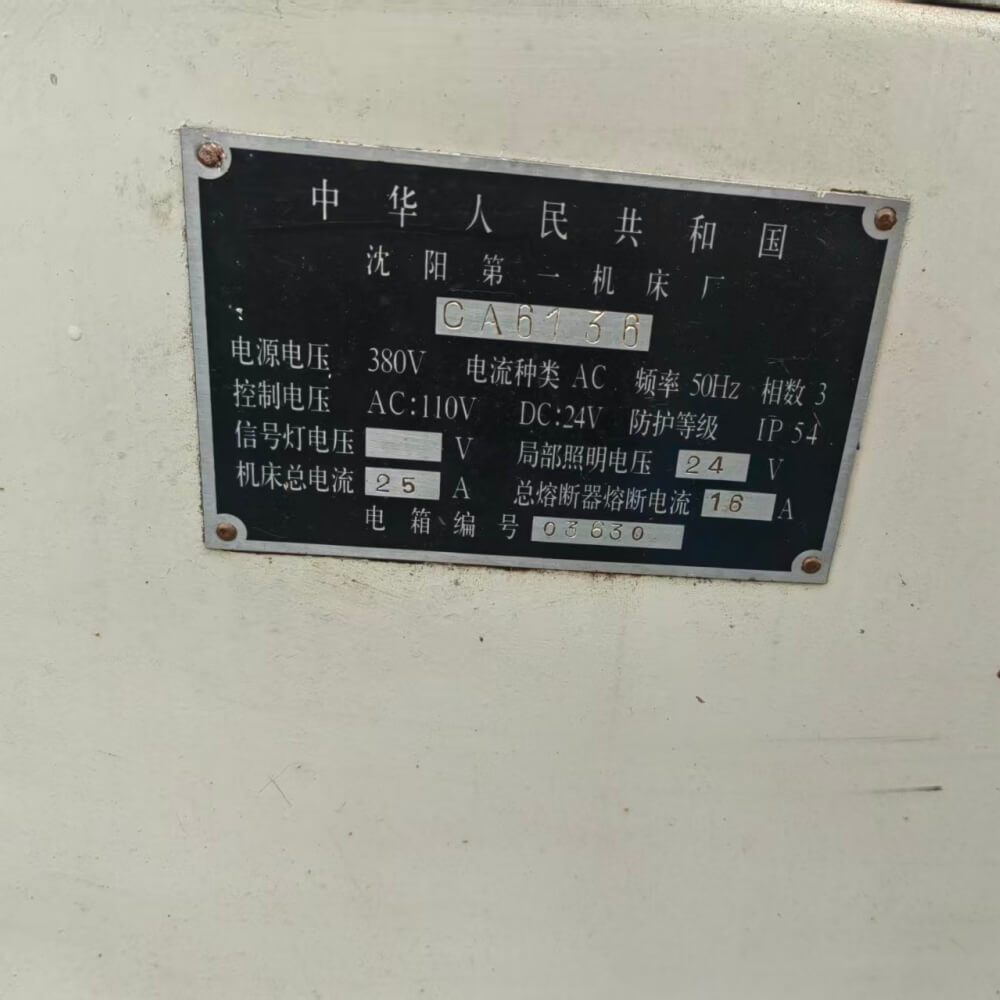 中华人民共和国
沈阳第一机床厂
CA6136
电源电压 380V 电流种类 AC 频率 50Hz 相数 3
控制电压 AC:110V DC:24V 防护等级 IP 54
信号灯电压 V 局部照明电压 24 V
机床总电流 25 A 总熔断器熔断电流 16 A
电箱编号 03630